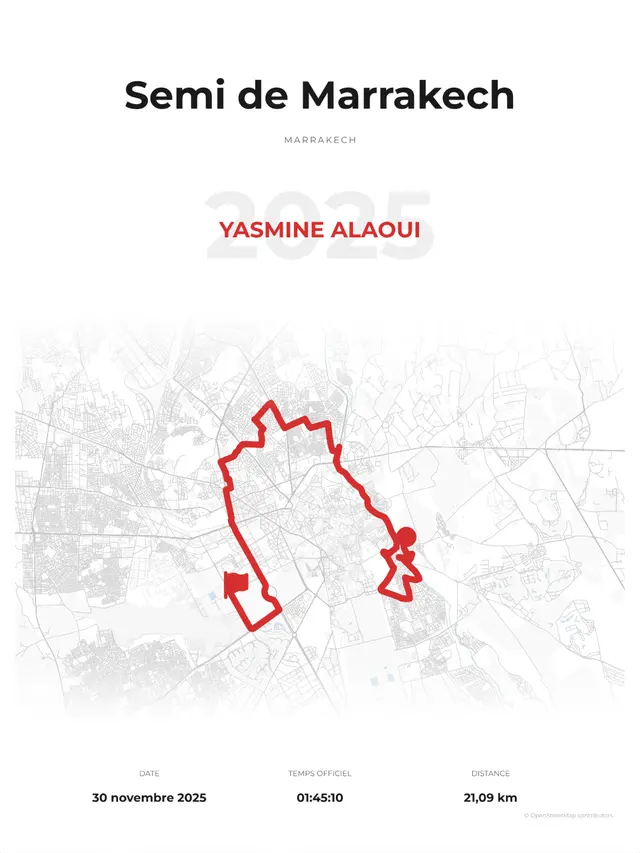 Semi de Marrakech
MARRAKECH
2025
YASMINE ALAOUI
DATE
TEMPS OFFICIEL
DISTANCE
30 novembre 2025
01:45:10
21,09 km
© OpenStreetMap contributors